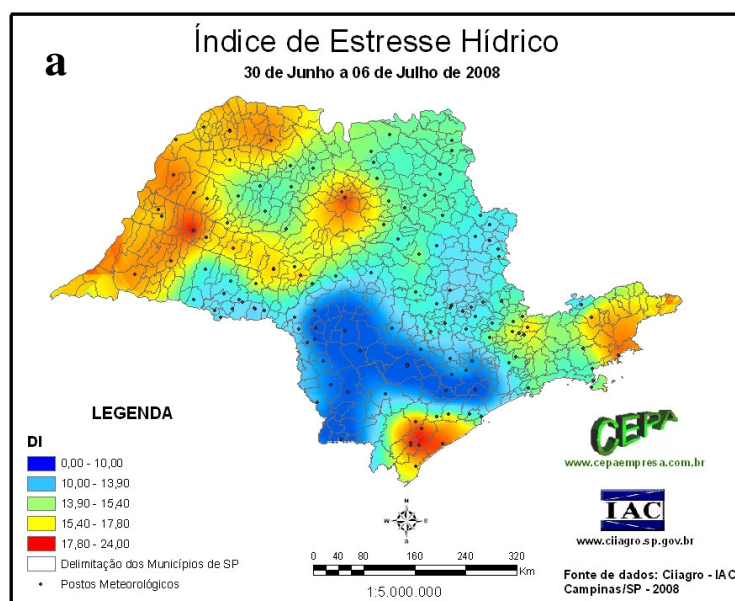 a
Índice de Estresse Hídrico
30 de Junho a 06 de Julho de 2008
LEGENDA
DI
0,00 - 10,00
10,00 - 13,90
13,90 - 15,40
15,40 - 17,80
17,80 - 24,00
Delimitação dos Municípios de SP
Postos Meteorológicos
N
W E
S
0 40 80 160 240 320
Km
1:5.000.000
CEPA
www.cepaempresa.com.br
IAC
www.ciiagro.sp.gov.br
Fonte de dados: Ciiagro - IAC
Campinas/SP - 2008